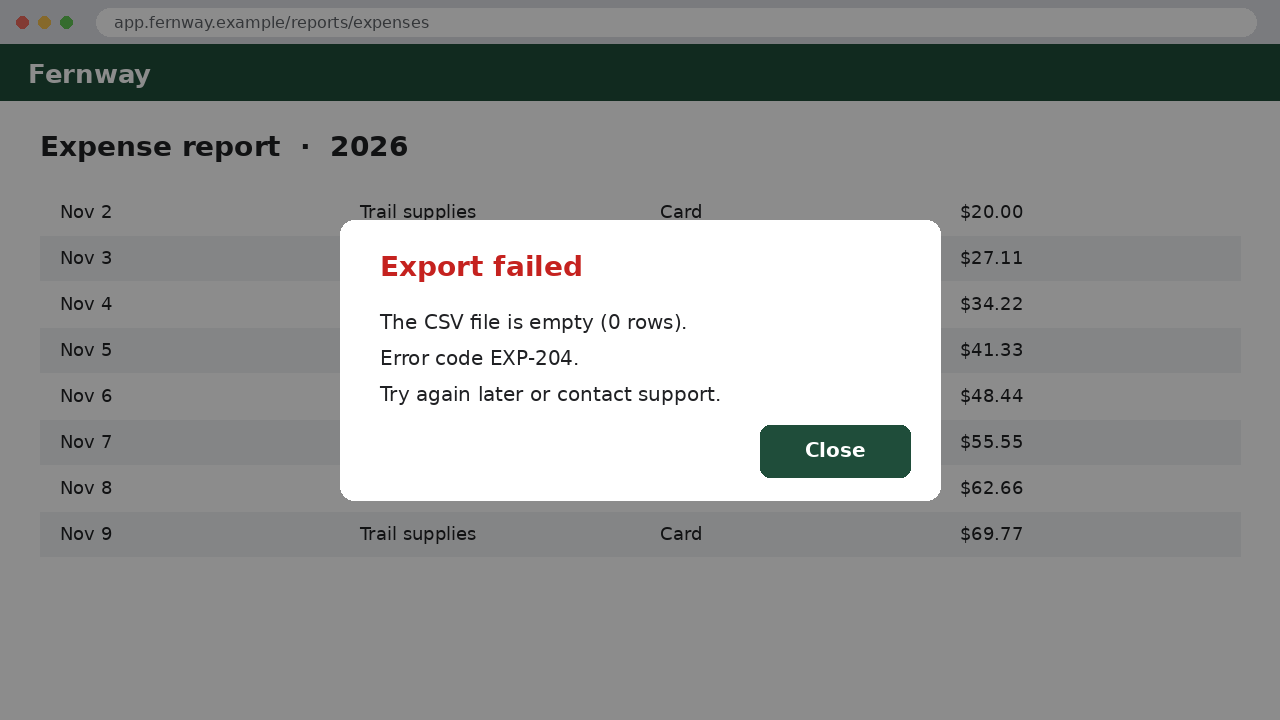 app.fernway.example/reports/expenses
Fernway
Expense report · 2026
Nov 2 Trail supplies Card $20.00
Nov 3 $27.11
Nov 4 $34.22
Nov 5 $41.33
Nov 6 $48.44
Nov 7 $55.55
Nov 8 $62.66
Nov 9 Trail supplies Card $69.77
Export failed
The CSV file is empty (0 rows).
Error code EXP-204.
Try again later or contact support.
Close